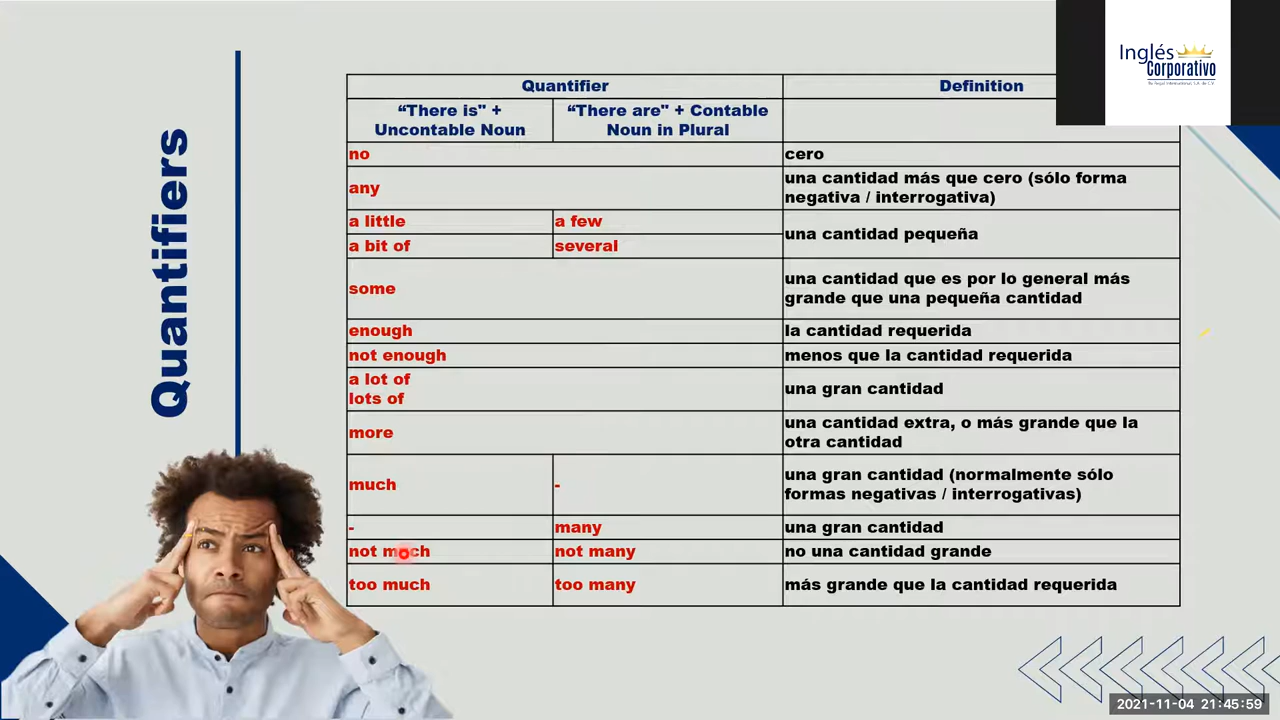 Inglés
Corporativo
Quantifiers
Quantifier
Definition
“There is" +
Uncontable Noun
“There are" + Contable
Noun in Plural
no
cero
any
una cantidad más que cero (sólo forma
negativa / interrogativa)
a little
a few
una cantidad pequeña
a bit of
several
some
una cantidad que es por lo general más
grande que una pequeña cantidad
enough
la cantidad requerida
not enough
menos que la cantidad requerida
a lot of
lots of
una gran cantidad
more
una cantidad extra, o más grande que la
otra cantidad
much
-
una gran cantidad (normalmente sólo
formas negativas / interrogativas)
-
many
una gran cantidad
not much
not many
no una cantidad grande
too much
too many
más grande que la cantidad requerida
2021-11-04 21:45:59